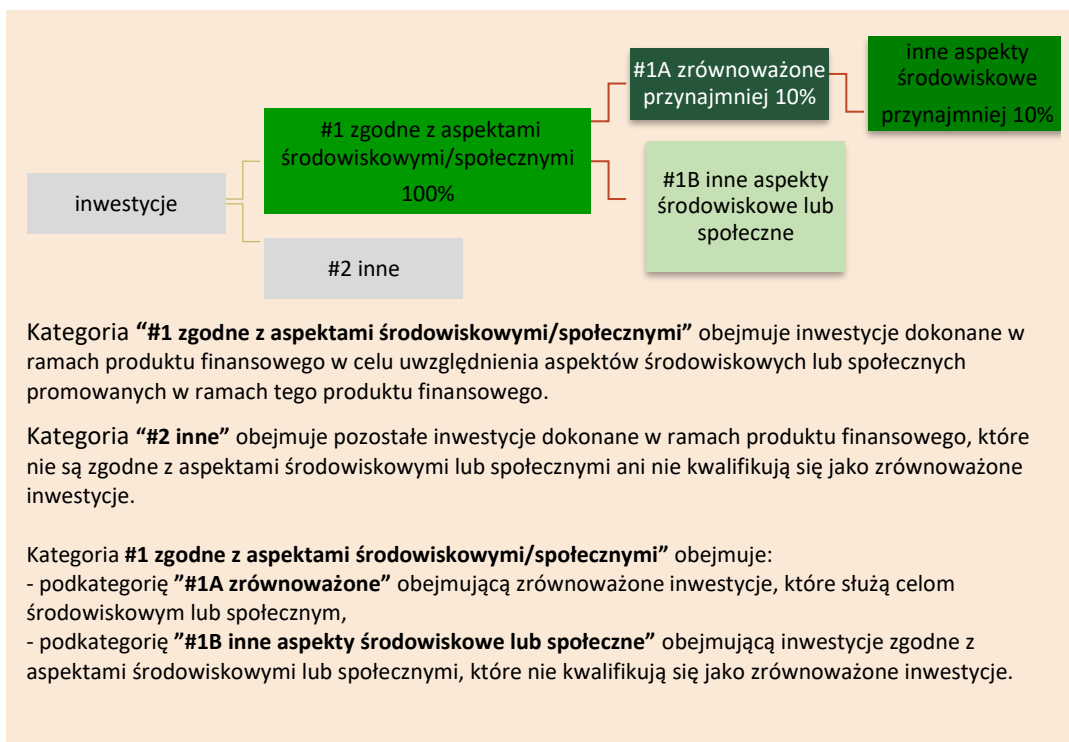 inwestycje
#1 zgodne z aspektami
środowiskowymi/społecznymi
100%
#2 inne
#1A zrównoważone
przynajmniej 10%
#1B inne aspekty
środowiskowe lub
społeczne
inne aspekty
środowiskowe
przynajmniej 10%
Kategoria “#1 zgodne z aspektami środowiskowymi/społecznymi” obejmuje inwestycje dokonane w
ramach produktu finansowego w celu uwzględnienia aspektów środowiskowych lub społecznych
promowanych w ramach tego produktu finansowego.
Kategoria “#2 inne” obejmuje pozostałe inwestycje dokonane w ramach produktu finansowego, które
nie są zgodne z aspektami środowiskowymi lub społecznymi ani nie kwalifikują się jako zrównoważone
inwestycje.
Kategoria #1 zgodne z aspektami środowiskowymi/społecznymi” obejmuje:
- podkategorię ”#1A zrównoważone” obejmującą zrównoważone inwestycje, które służą celom
środowiskowym lub społecznym,
- podkategorię ”#1B inne aspekty środowiskowe lub społeczne” obejmującą inwestycje zgodne z
aspektami środowiskowymi lub społecznymi, które nie kwalifikują się jako zrównoważone inwestycje.